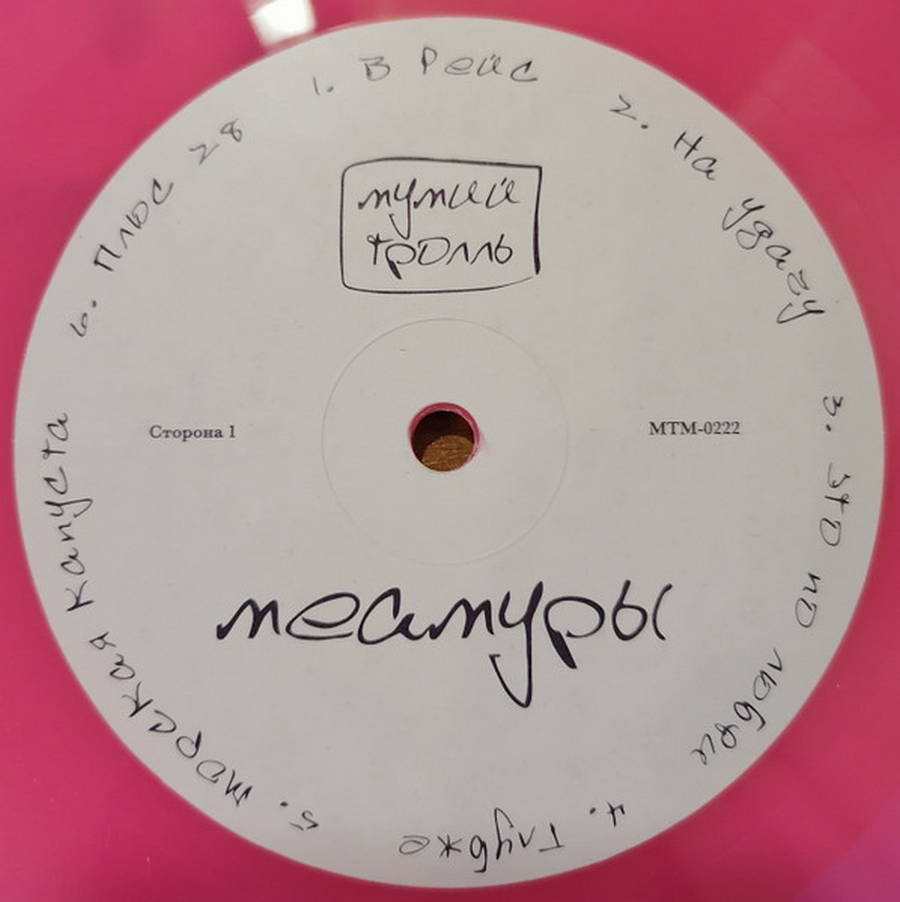 1. В Рейс
2. На удачу
3. Это по любви
4. Глубже
5. морская капуста
6. Плюс 28
мумий
тролль
Сторона 1
МТМ-0222
меамуры